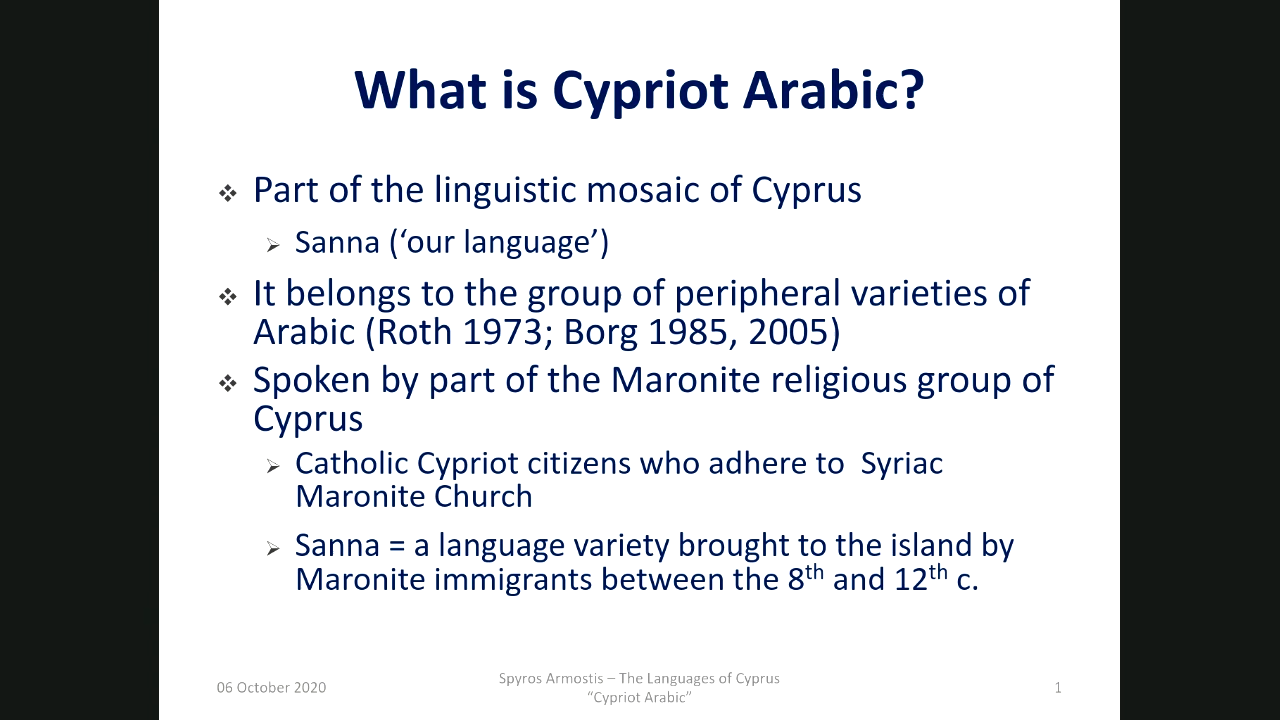 What is Cypriot Arabic?
❖ Part of the linguistic mosaic of Cyprus
➢ Sanna (‘our language’)
❖ It belongs to the group of peripheral varieties of
Arabic (Roth 1973; Borg 1985, 2005)
❖ Spoken by part of the Maronite religious group of
Cyprus
➢ Catholic Cypriot citizens who adhere to  Syriac
Maronite Church
➢ Sanna = a language variety brought to the island by
Maronite immigrants between the 8th and 12th c.
06 October 2020
Spyros Armostis – The Languages of Cyprus
“Cypriot Arabic”
1